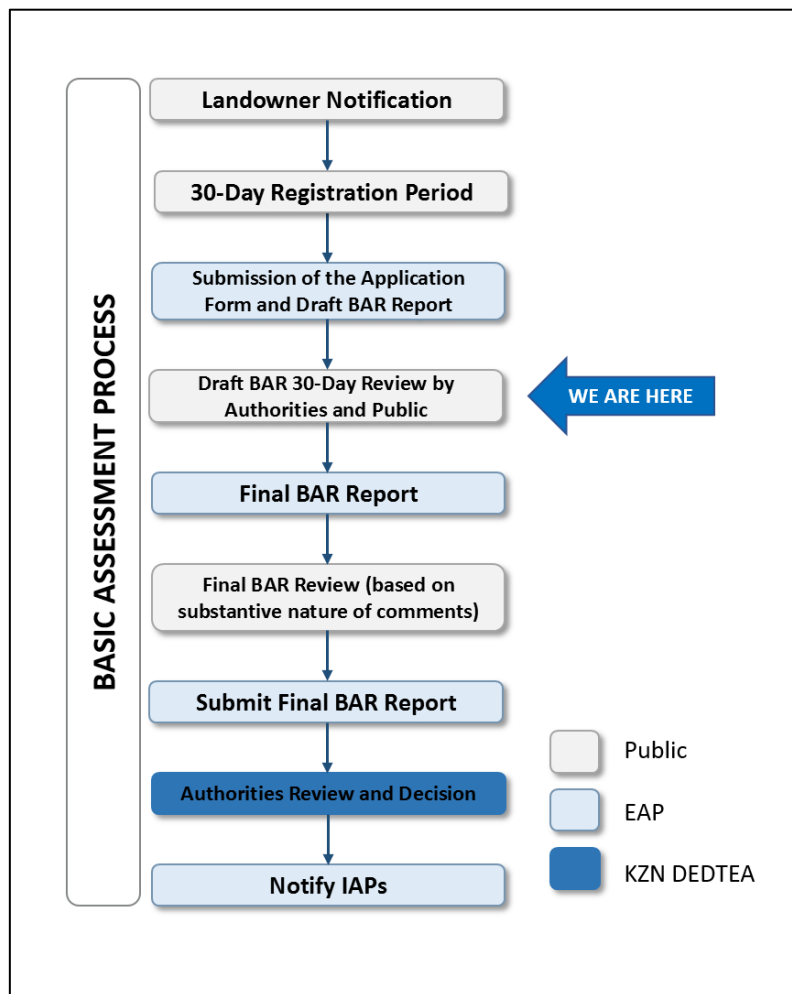 BASIC ASSESSMENT PROCESS
Landowner Notification
30-Day Registration Period
Submission of the Application
Form and Draft BAR Report
Draft BAR 30-Day Review by
Authorities and Public
WE ARE HERE
Final BAR Report
Final BAR Review (based on
substantive nature of comments)
Submit Final BAR Report
Authorities Review and Decision
Notify IAPs
Public
EAP
KZN DEDTEA